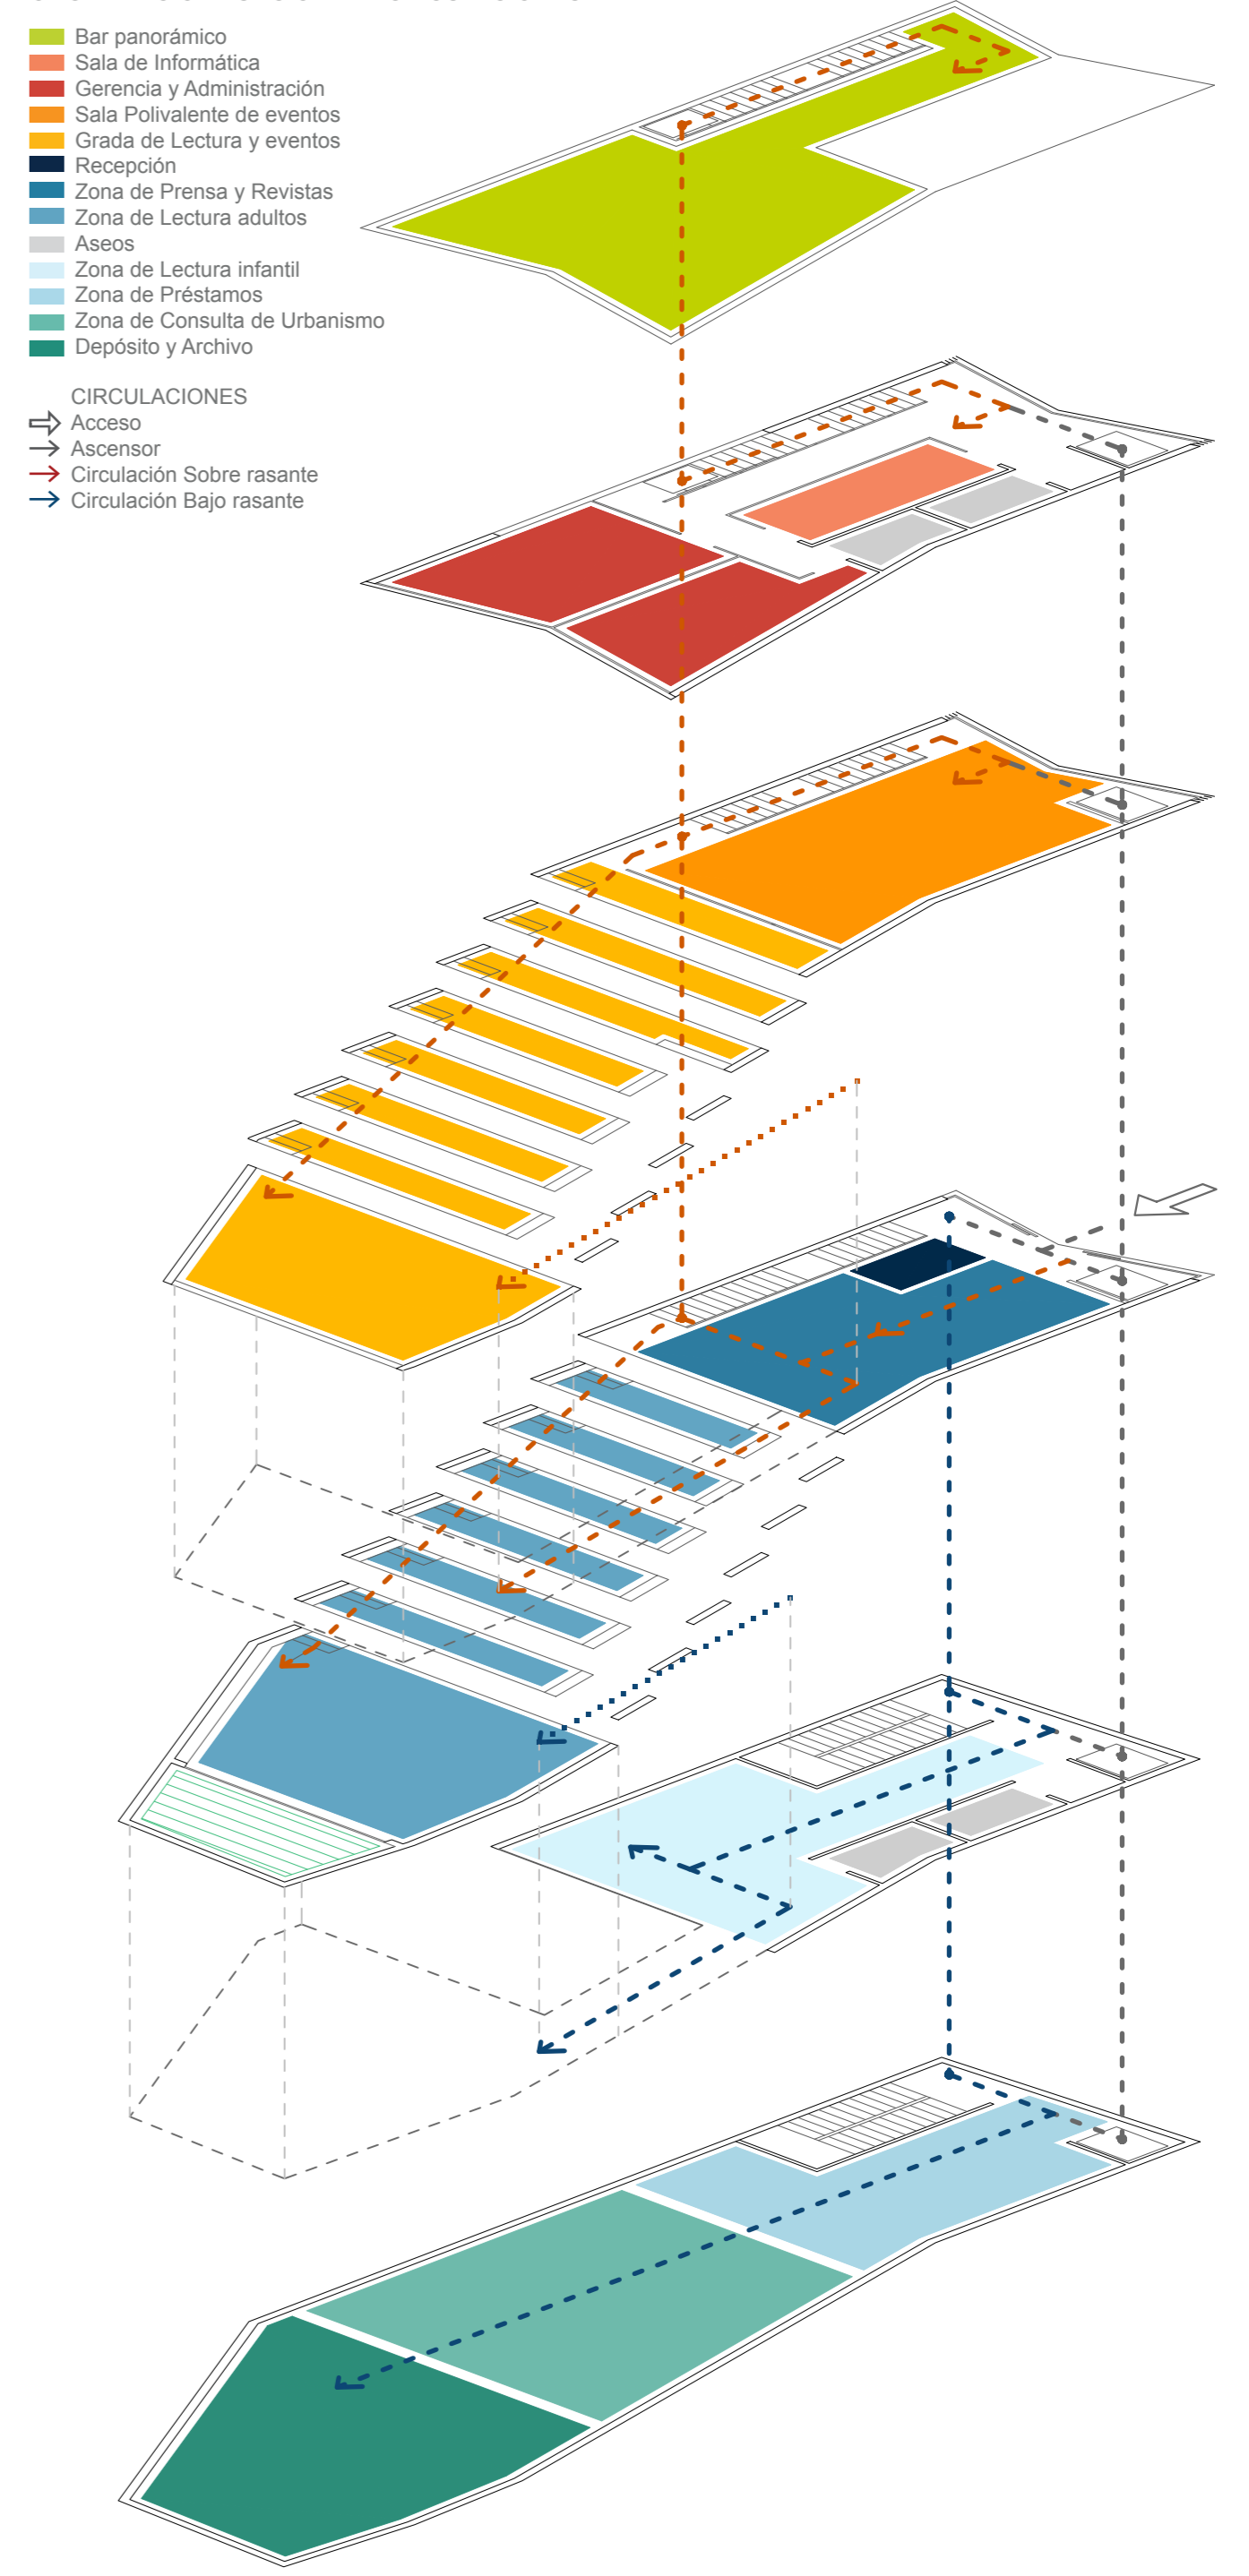 Bar panorámico
Sala de Informática
Gerencia y Administración
Sala Polivalente de eventos
Grada de Lectura y eventos
Recepción
Zona de Prensa y Revistas
Zona de Lectura adultos
Aseos
Zona de Lectura infantil
Zona de Préstamos
Zona de Consulta de Urbanismo
Depósito y Archivo
CIRCULACIONES
Acceso
Ascensor
Circulación Sobre rasante
Circulación Bajo rasante